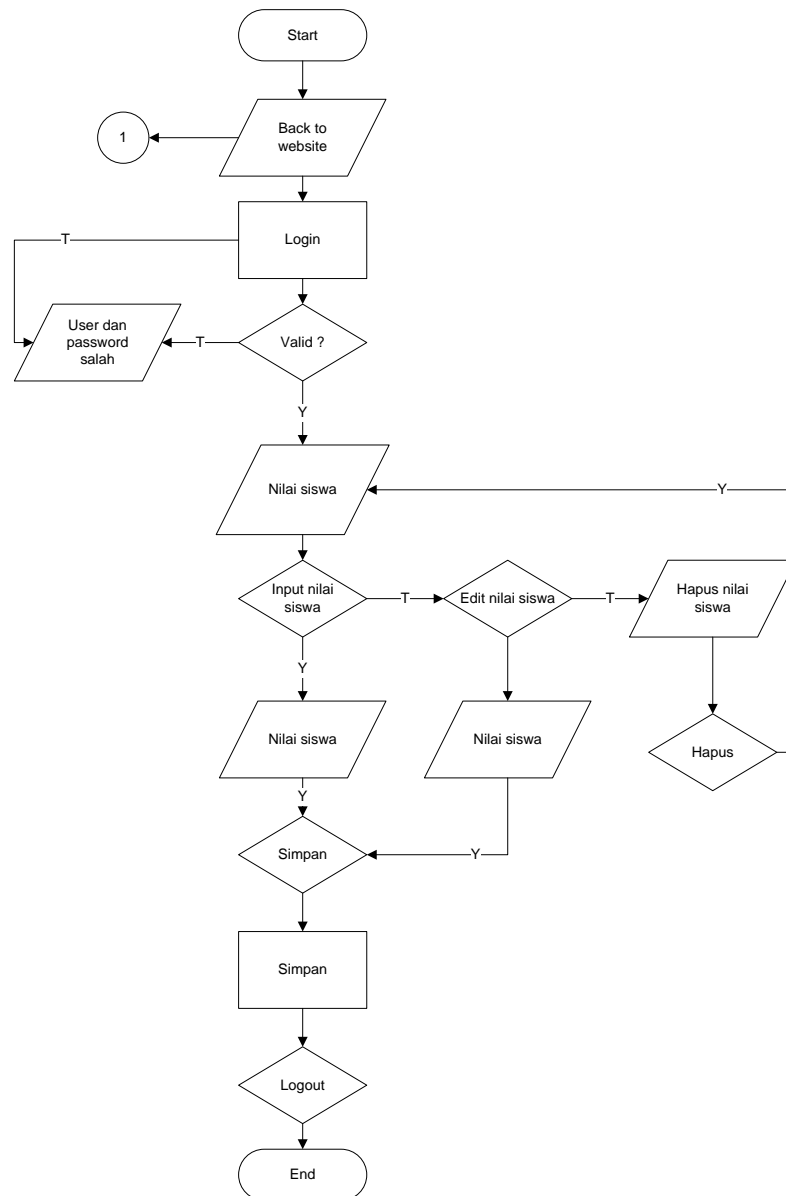 Start
Back to
website
1
Login
T
User dan
password
salah
T
Valid ?
Y
Nilai siswa
Y
Input nilai
siswa
T
Edit nilai siswa
T
Hapus nilai
siswa
Y
Nilai siswa
Nilai siswa
Hapus
Y
Simpan
Y
Simpan
Logout
End